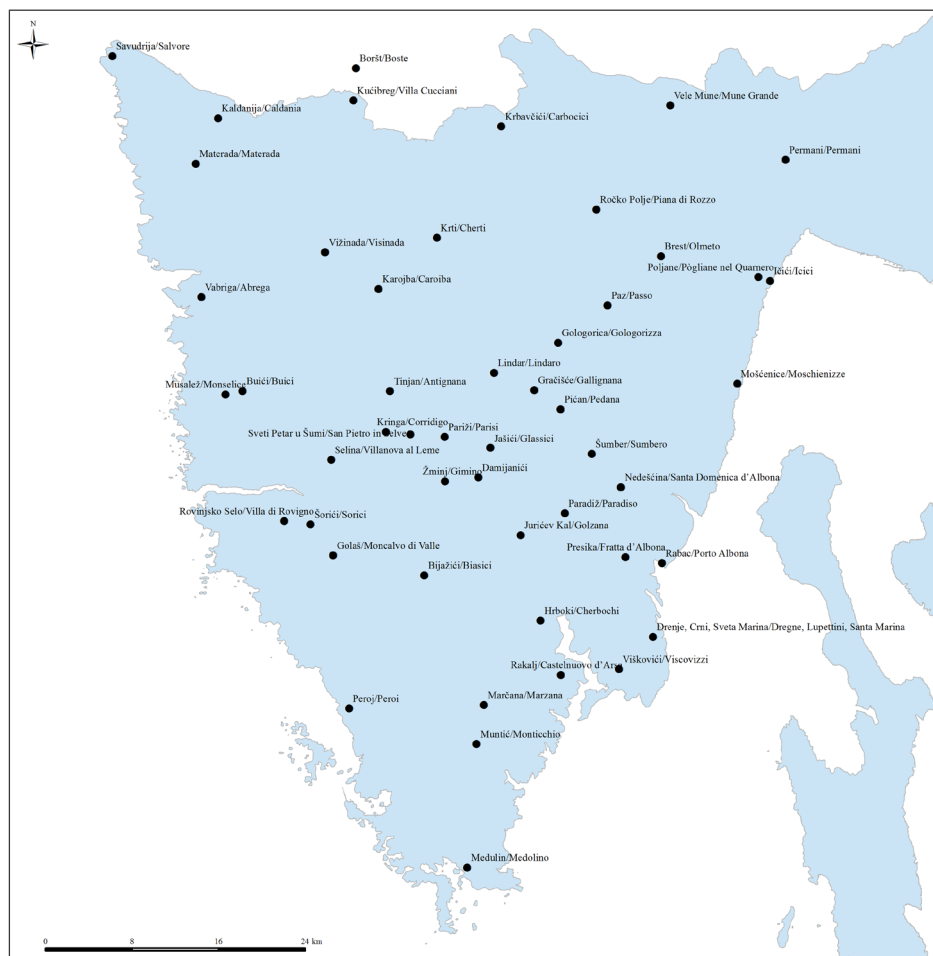 N
Savudrija/Salvore
Boršt/Boste
Kućibreg/Villa Cucciani
Vele Mune/Mune Grande
Kaldanija/Caldania
Krbavčići/Carbocici
Materada/Materada
Permani/Permani
Ročko Polje/Piana di Rozzo
Krti/Cherti
Vižinada/Visinada
Brest/Olmeto
Poljane/Pògliane nel Quarnero
Ičići/Icici
Karojba/Caroiba
Vabriga/Abrega
Paz/Passo
Gologorica/Gologorizza
Lindar/Lindaro
Mošćenice/Moschienizze
Mušalež/Monselice
Buići/Buici
Tinjan/Antignana
Gračišće/Gallignana
Pićan/Pedana
Kringa/Corridigo
Sveti Petar u Šumi/San Pietro in Selve
Pariži/Parisi
Jašići/Glassici
Šumber/Sumbero
Selina/Villanova al Leme
Žminj/Gimino
Damijanići
Nedešćina/Santa Domenica d'Albona
Rovinjsko Selo/Villa di Rovigno
Šorići/Sorici
Paradiž/Paradiso
Jurićev Kal/Golzana
Golaš/Moncalvo di Valle
Presika/Fratta d'Albona
Rabac/Porto Albona
Bijažići/Biasici
Hrboki/Cherbochi
Drenje, Crni, Sveta Marina/Dregne, Lupettini, Santa Marina
Rakalj/Castelnuovo d'Arsa
Viškovići/Viscovizzi
Peroj/Peroi
Marčana/Marzana
Muntić/Monticchio
Medulin/Medolino
0 8 16 24 km